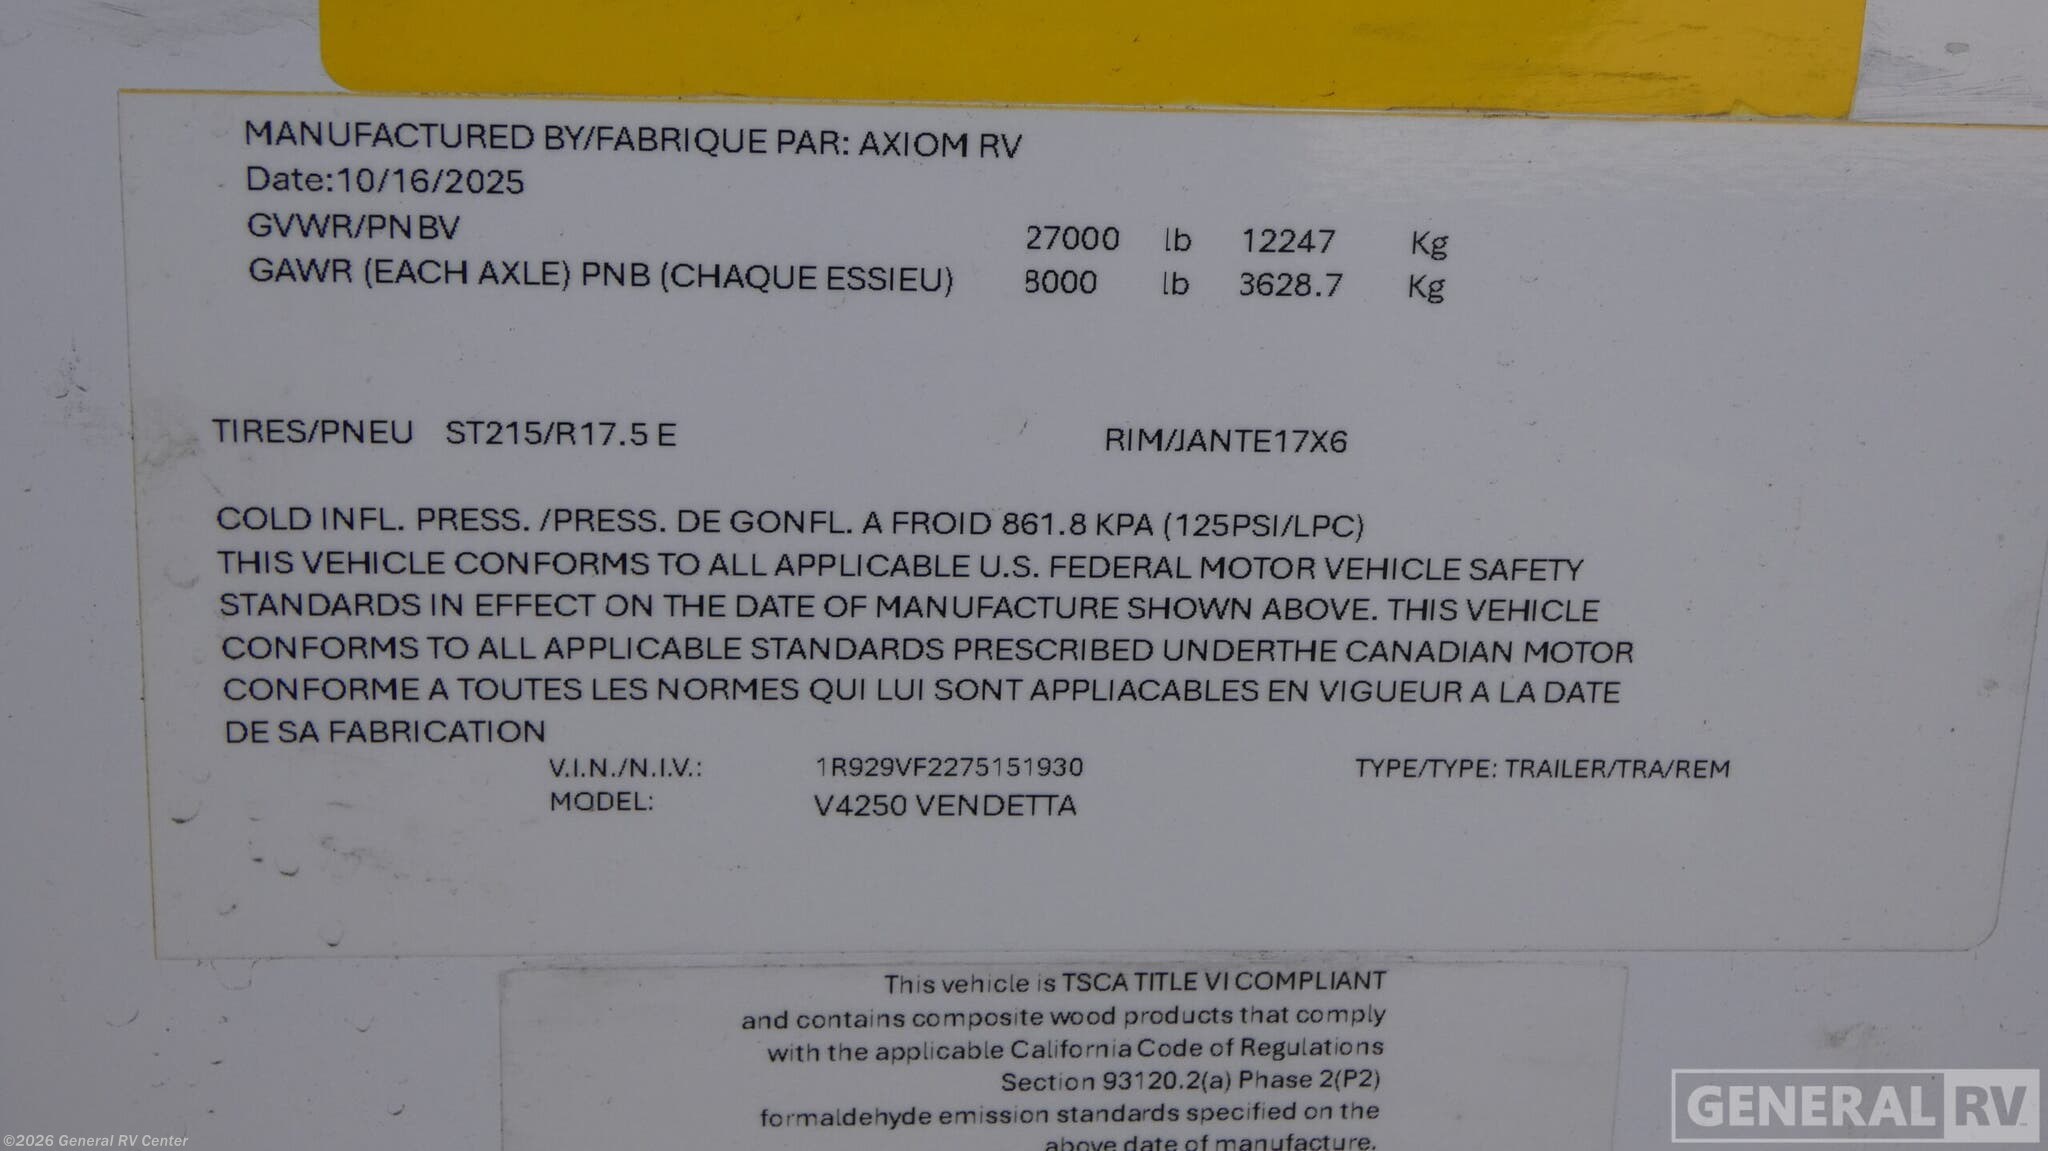 MANUFACTURED BY/FABRIQUE PAR: AXIOM RV
Date:10/16/2025
GVWR/PNBV 27000 lb 12247 Kg
GAWR (EACH AXLE) PNB (CHAQUE ESSIEU) 8000 lb 3628.7 Kg
TIRES/PNEU ST215/R17.5 E RIM/JANTE17X6
COLD INFL. PRESS. /PRESS. DE GONFL. A FROID 861.8 KPA (125PSI/LPC)
THIS VEHICLE CONFORMS TO ALL APPLICABLE U.S. FEDERAL MOTOR VEHICLE SAFETY
STANDARDS IN EFFECT ON THE DATE OF MANUFACTURE SHOWN ABOVE. THIS VEHICLE
CONFORMS TO ALL APPLICABLE STANDARDS PRESCRIBED UNDERTHE CANADIAN MOTOR
CONFORME A TOUTES LES NORMES QUI LUI SONT APPLIACABLES EN VIGUEUR A LA DATE
DE SA FABRICATION
V.I.N./N.I.V.: 1R929VF2275151930 TYPE/TYPE: TRAILER/TRA/REM
MODEL: V4250 VENDETTA
This vehicle is TSCA TITLE VI COMPLIANT
and contains composite wood products that comply
with the applicable California Code of Regulations
Section 93120.2(a) Phase 2(P2)
formaldehyde emission standards specified on the
above date of manufacture.
©2026 General RV Center
GENERAL RV